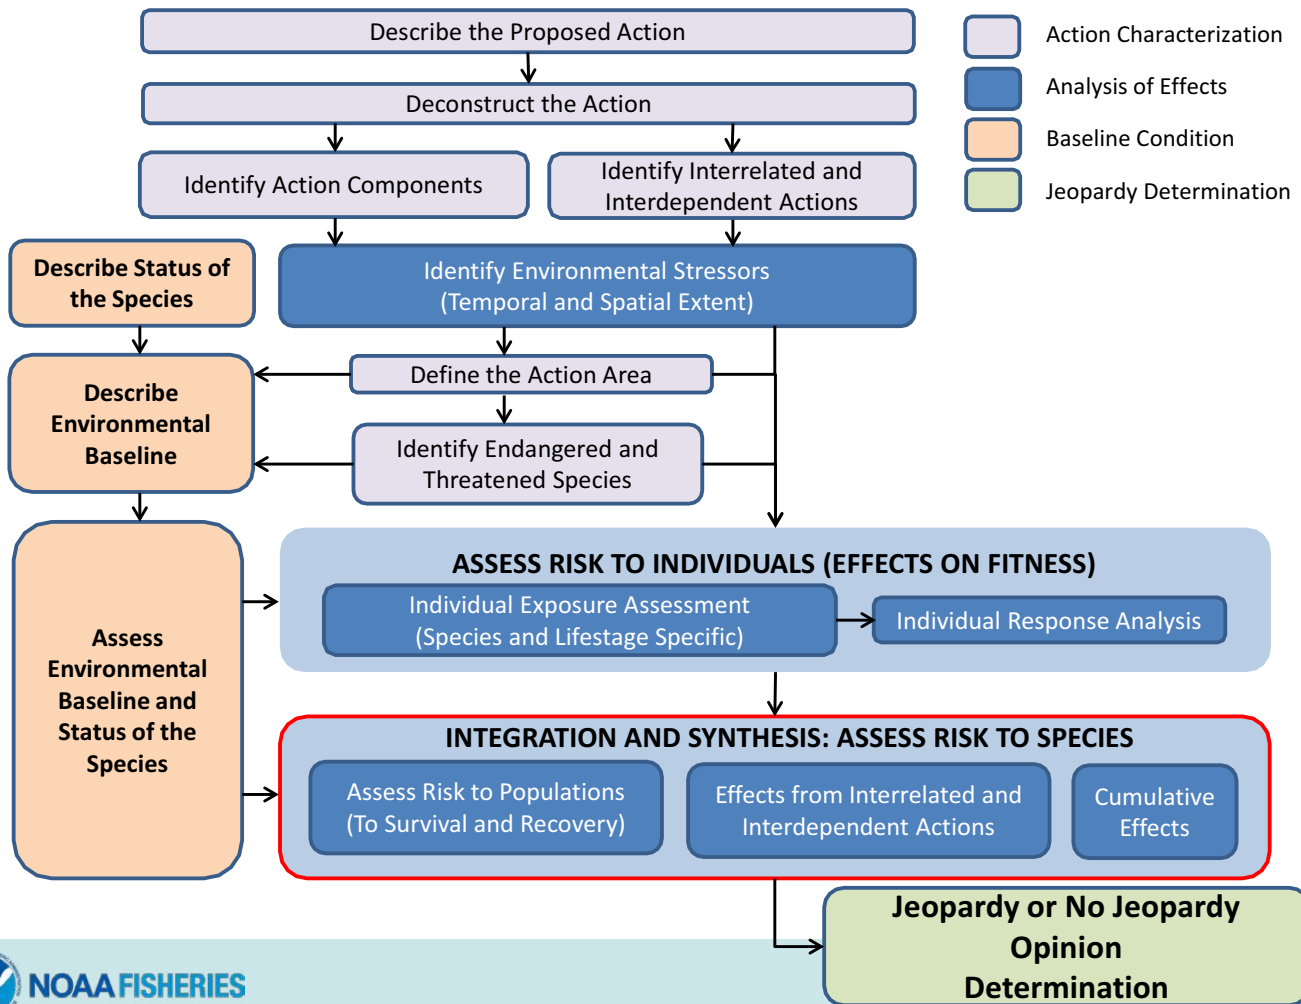 Describe the Proposed Action
Action Characterization
Deconstruct the Action
Analysis of Effects
Baseline Condition
Jeopardy Determination
Identify Action Components
Identify Interrelated and
Interdependent Actions
Describe Status of
the Species
Identify Environmental Stressors
(Temporal and Spatial Extent)
Describe
Environmental
Baseline
Define the Action Area
Identify Endangered and
Threatened Species
Assess
Environmental
Baseline and
Status of the
Species
ASSESS RISK TO INDIVIDUALS (EFFECTS ON FITNESS)
Individual Exposure Assessment
(Species and Lifestage Specific)
Individual Response Analysis
INTEGRATION AND SYNTHESIS: ASSESS RISK TO SPECIES
Assess Risk to Populations
(To Survival and Recovery)
Effects from Interrelated and
Interdependent Actions
Cumulative
Effects
Jeopardy or No Jeopardy
Opinion
Determination
NOAA FISHERIES